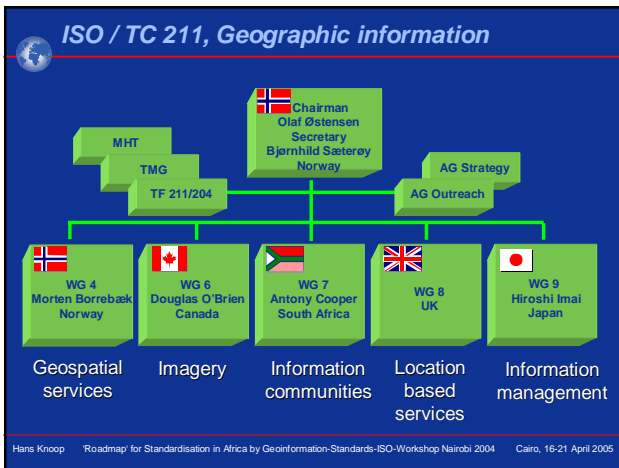 ISO / TC 211, Geographic information
Chairman
Olaf Østensen
Secretary
Bjørnhild Sæterøy
Norway
MHT
TMG
TF 211/204
AG Strategy
AG Outreach
WG 4
Morten Borrebæk
Norway
WG 6
Douglas O'Brien
Canada
WG 7
Antony Cooper
South Africa
WG 8
UK
WG 9
Hiroshi Imai
Japan
Geospatial
services
Imagery
Information
communities
Location
based
services
Information
management
Hans Knoop 'Roadmap' for Standardisation in Africa by Geoinformation-Standards-ISO-Workshop Nairobi 2004 Cairo, 16-21 April 2005